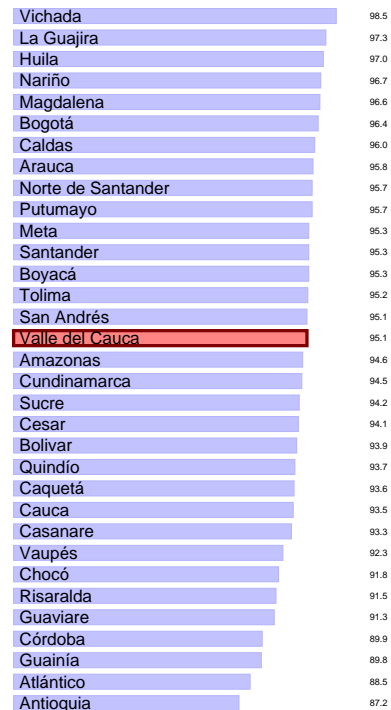 Vichada 98.5
La Guajira 97.3
Huila 97.0
Nariño 96.7
Magdalena 96.6
Bogotá 96.4
Caldas 96.0
Arauca 95.8
Norte de Santander 95.7
Putumayo 95.7
Meta 95.3
Santander 95.3
Boyacá 95.3
Tolima 95.2
San Andrés 95.1
Valle del Cauca 95.1
Amazonas 94.6
Cundinamarca 94.5
Sucre 94.2
Cesar 94.1
Bolivar 93.9
Quindío 93.7
Caquetá 93.6
Cauca 93.5
Casanare 93.3
Vaupés 92.3
Chocó 91.8
Risaralda 91.5
Guaviare 91.3
Córdoba 89.9
Guainía 89.8
Atlántico 88.5
Antioquia 87.2